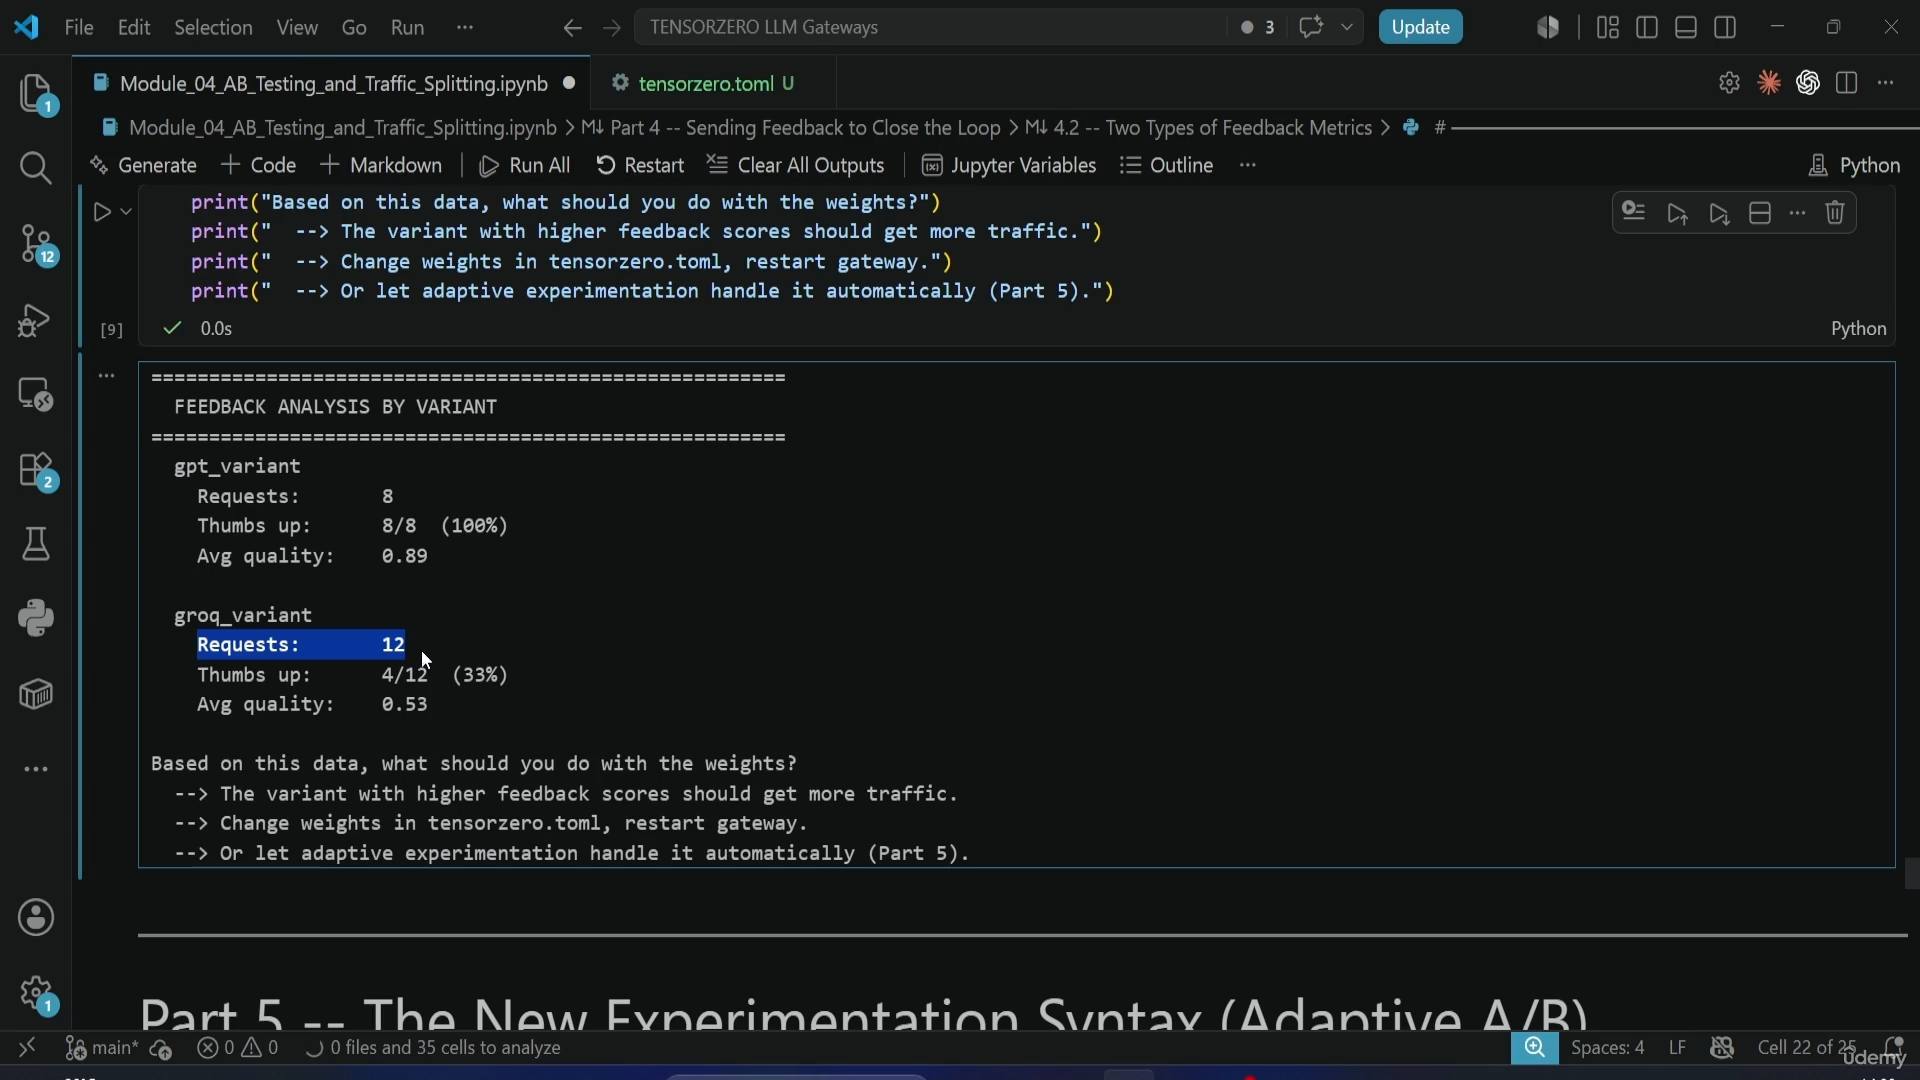 File Edit Selection View Go Run ··· TENSORZERO LLM Gateways 3 Update
Module_04_AB_Testing_and_Traffic_Splitting.ipynb tensorzero.toml U
1
Module_04_AB_Testing_and_Traffic_Splitting.ipynb > M↓ Part 4 -- Sending Feedback to Close the Loop > M↓ 4.2 -- Two Types of Feedback Metrics > #
Generate + Code + Markdown Run All Restart Clear All Outputs Jupyter Variables Outline ··· Python
print("Based on this data, what should you do with the weights?")
print("  --> The variant with higher feedback scores should get more traffic.")
print("  --> Change weights in tensorzero.toml, restart gateway.")
print("  --> Or let adaptive experimentation handle it automatically (Part 5).")
12
[9] 0.0s Python
=======================================================
FEEDBACK ANALYSIS BY VARIANT
=======================================================
gpt_variant
Requests: 8
2
Thumbs up: 8/8 (100%)
Avg quality: 0.89
groq_variant
Requests: 12
Thumbs up: 4/12 (33%)
Avg quality: 0.53
Based on this data, what should you do with the weights?
--> The variant with higher feedback scores should get more traffic.
--> Change weights in tensorzero.toml, restart gateway.
--> Or let adaptive experimentation handle it automatically (Part 5).
1
Part 5 -- The New Experimentation Syntax (Adaptive A/B)
main* 0 0 0 files and 35 cells to analyze Spaces: 4 LF Cell 22 of 25
udemy